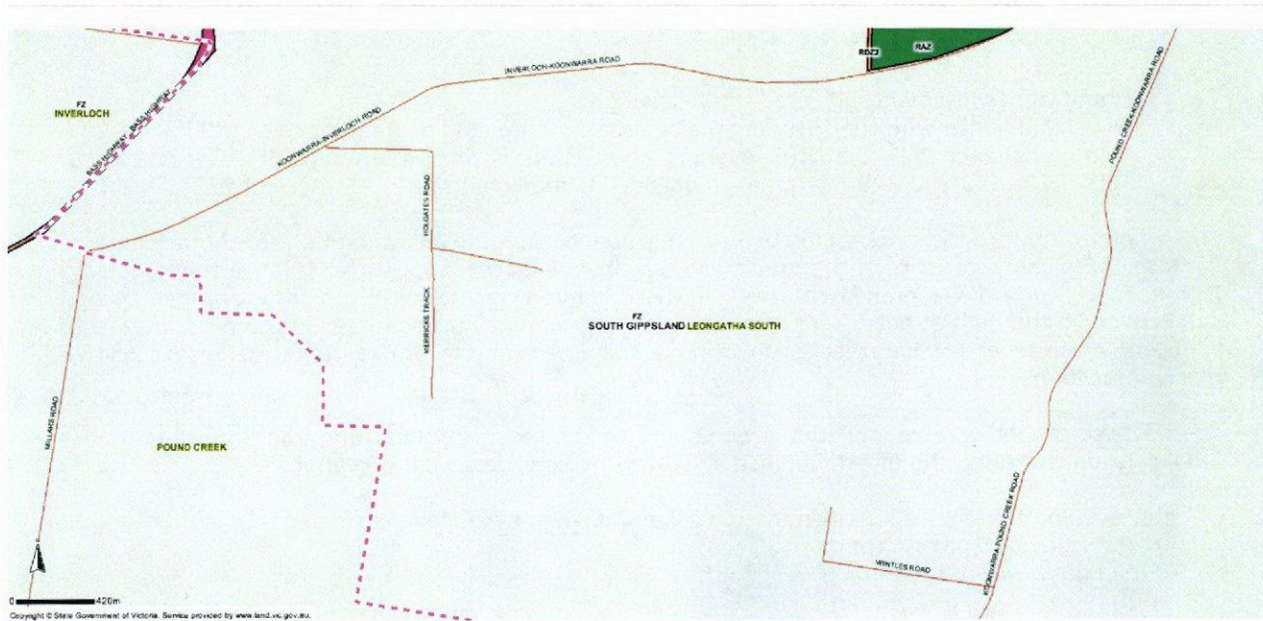 RDZ2
RAZ
INVERLOCH-KOONWARRA ROAD
POUND CREEK-KOONWARRA ROAD
FZ
INVERLOCH
BASS HIGHWAY
BASS HIGHWAY
KOONWARRA-INVERLOCH ROAD
HOLGATES ROAD
KERRICKS TRACK
FZ
SOUTH GIPPSLAND LEONGATHA SOUTH
MILLARS ROAD
POUND CREEK
WINTLES ROAD
KOONWARRA-POUND CREEK ROAD
0 420m
Copyright © State Government of Victoria. Service provided by www.land.vic.gov.au.